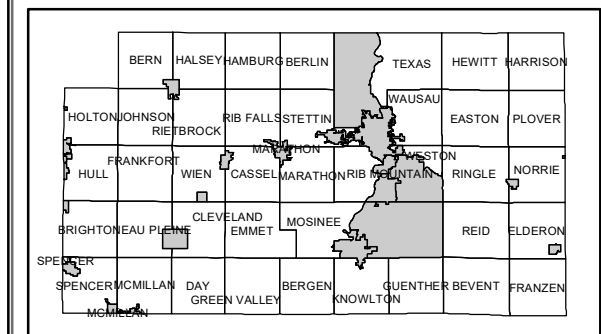 BERN HALSEY HAMBURG BERLIN TEXAS HEWITT HARRISON
WAUSAU
HOLTON JOHNSON RIB FALLS STETTIN EASTON PLOVER
RIETBROCK
MARATHON WESTON
FRANKFORT NORRIE
HULL WIEN CASSEL MARATHON RIB MOUNTAIN RINGLE
CLEVELAND MOSINEE
BRIGHTON EAU PLEINE EMMET REID ELDERON
SPENCER
SPENCER MCMILLAN DAY BERGEN GUENTHER BEVENT FRANZEN
GREEN VALLEY KNOWLTON
MCMILLAN